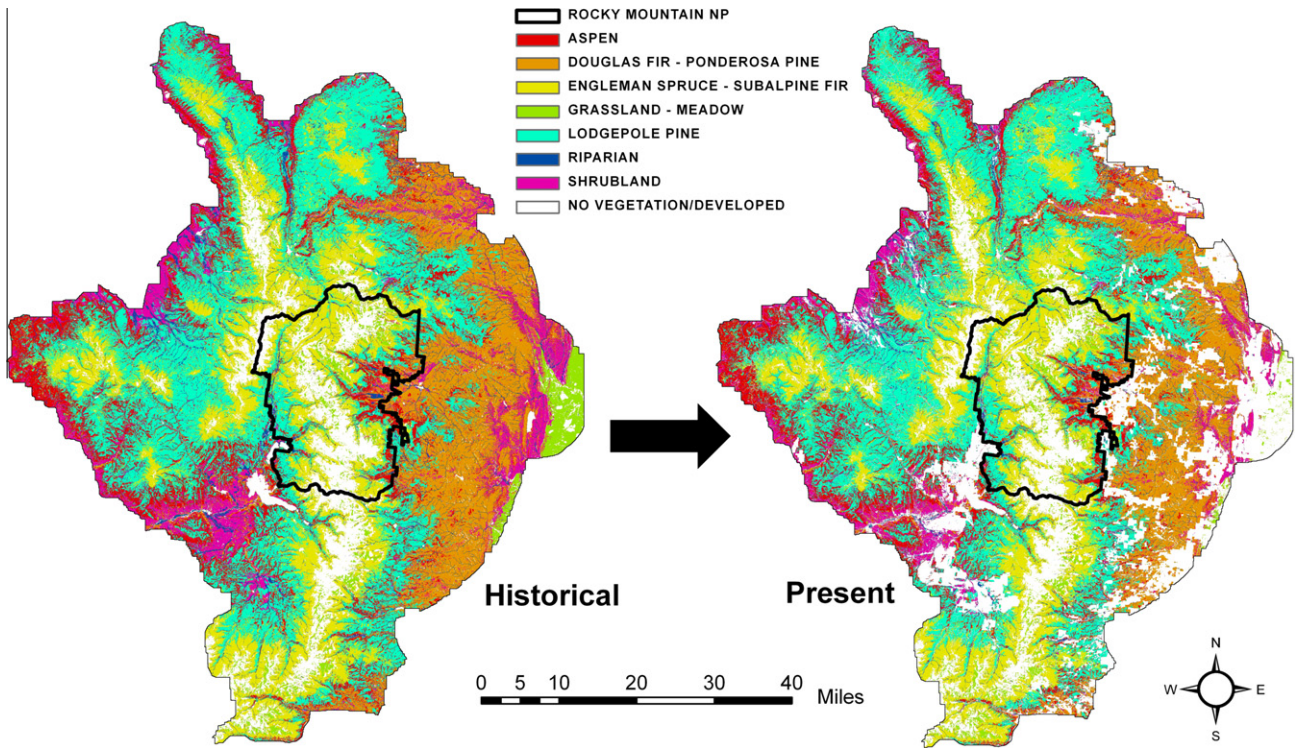 ROCKY MOUNTAIN NP
ASPEN
DOUGLAS FIR - PONDEROSA PINE
ENGLEMAN SPRUCE - SUBALPINE FIR
GRASSLAND - MEADOW
LODGEPOLE PINE
RIPARIAN
SHRUBLAND
NO VEGETATION/DEVELOPED
Historical
Present
0 5 10 20 30 40 Miles
N
W E
S